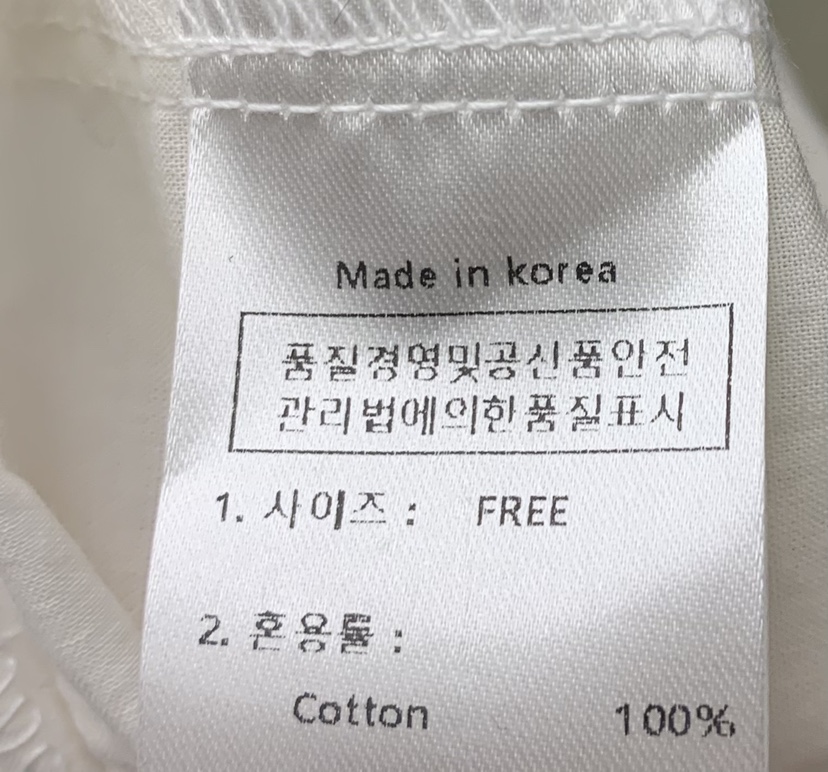 Made in korea
품질경영및공신품안전
관리법에의한품질표시
1. 사이즈 : FREE
2. 혼용률 :
Cotton 100%